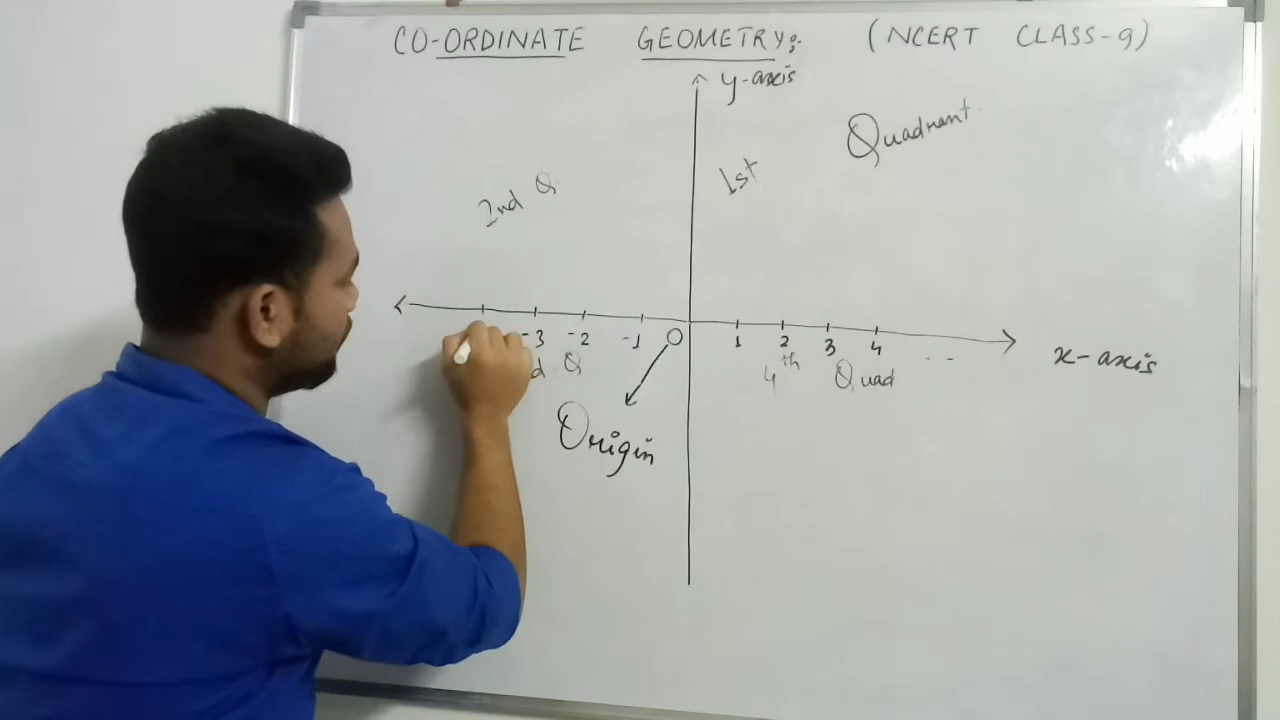 CO-ORDINATE GEOMETRY:- (NCERT CLASS-9)
y-axis
Quadrant
1st
2nd Q
-3 -2 -1 O 1 2 3 4 - -
x-axis
d Q
4th Quad
Origin